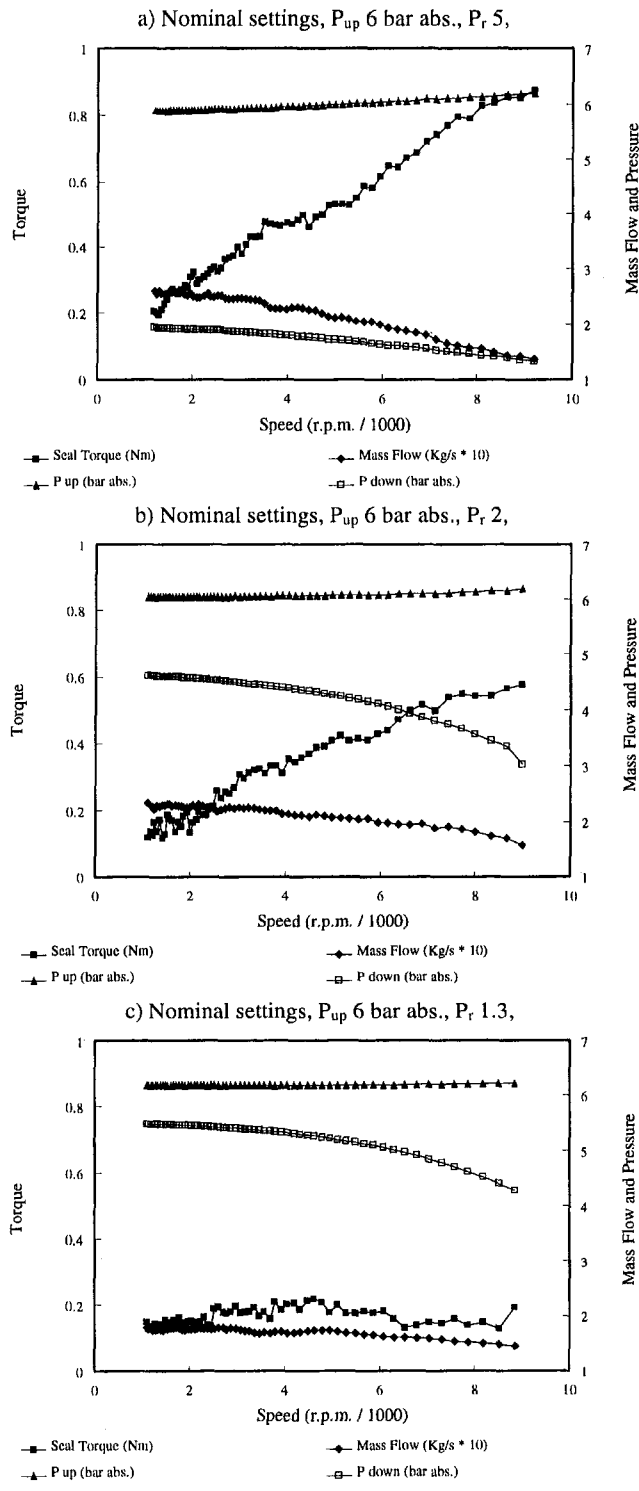 a) Nominal settings, Pup 6 bar abs., Pr 5,
1
0.8
0.6
0.4
0.2
0
7
6
5
4
3
2
1
Torque
Mass Flow and Pressure
0 2 4 6 8 10
Speed (r.p.m. / 1000)
Seal Torque (Nm) Mass Flow (Kg/s * 10)
P up (bar abs.) P down (bar abs.)
b) Nominal settings, Pup 6 bar abs., Pr 2,
1
0.8
0.6
0.4
0.2
0
7
6
5
4
3
2
1
Torque
Mass Flow and Pressure
0 2 4 6 8 10
Speed (r.p.m. / 1000)
Seal Torque (Nm) Mass Flow (Kg/s * 10)
P up (bar abs.) P down (bar abs.)
c) Nominal settings, Pup 6 bar abs., Pr 1.3,
1
0.8
0.6
0.4
0.2
0
7
6
5
4
3
2
1
Torque
Mass Flow and Pressure
0 2 4 6 8 10
Speed (r.p.m. / 1000)
Seal Torque (Nm) Mass Flow (Kg/s * 10)
P up (bar abs.) P down (bar abs.)